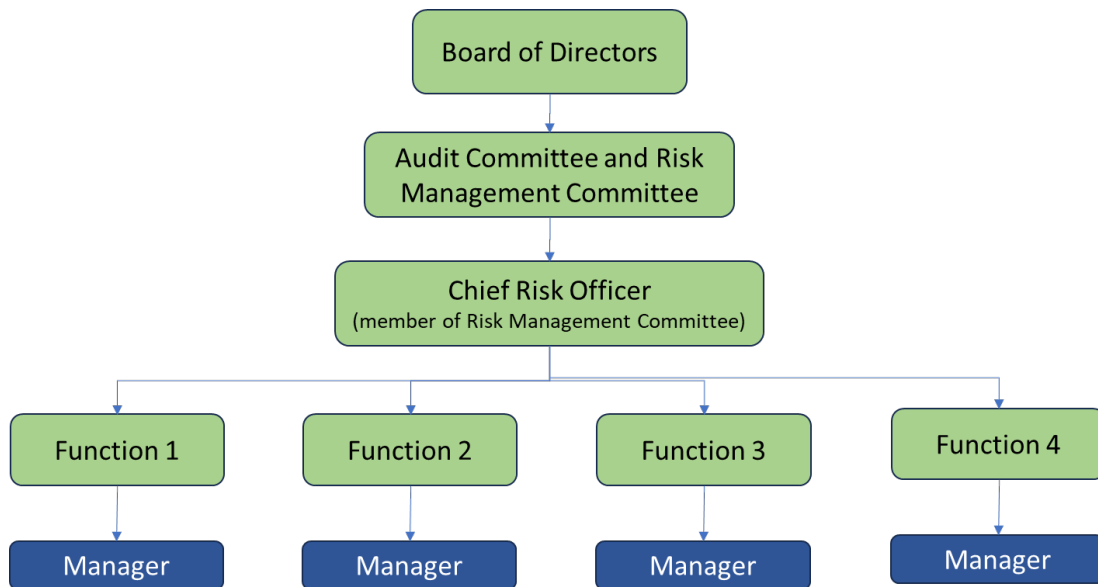 Board of Directors
Audit Committee and Risk
Management Committee
Chief Risk Officer
(member of Risk Management Committee)
Function 1
Function 2
Function 3
Function 4
Manager
Manager
Manager
Manager